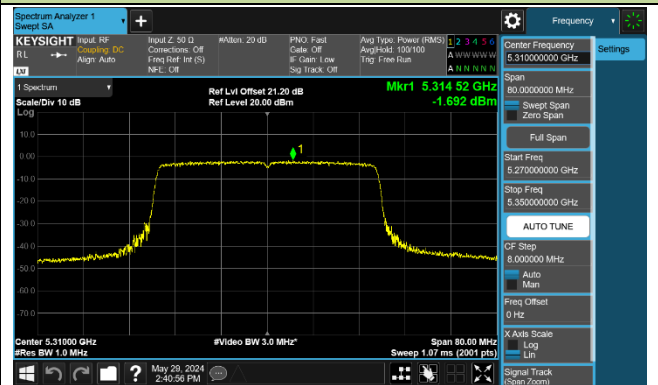 Spectrum Analyzer 1
Swept SA
Frequency
KEYSIGHT
RL
LXI
Input: RF
Coupling: DC
Align: Auto
Input Z: 50 Ω
Corrections: Off
Freq Ref: Int (S)
NFE: Off
#Atten: 20 dB
PNO: Fast
Gate: Off
IF Gain: Low
Sig Track: Off
Avg Type: Power (RMS)
Avg|Hold: 100/100
Trig: Free Run
1 2 3 4 5 6
A W W W W W
A N N N N N
1 Spectrum
Scale/Div 10 dB
Log
Ref Lvl Offset 21.20 dB
Ref Level 20.00 dBm
Mkr1 5.314 52 GHz
-1.692 dBm
1
10.0
0.00
-10.0
-20.0
-30.0
-40.0
-50.0
-60.0
-70.0
Center 5.31000 GHz
#Res BW 1.0 MHz
#Video BW 3.0 MHz*
Span 80.00 MHz
Sweep 1.07 ms (2001 pts)
Center Frequency
5.310000000 GHz
Settings
Span
80.0000000 MHz
Swept Span
Zero Span
Full Span
Start Freq
5.270000000 GHz
Stop Freq
5.350000000 GHz
AUTO TUNE
CF Step
8.000000 MHz
Auto
Man
Freq Offset
0 Hz
X Axis Scale
Log
Lin
Signal Track
(Span Zoom)
?
May 29, 2024
2:40:56 PM